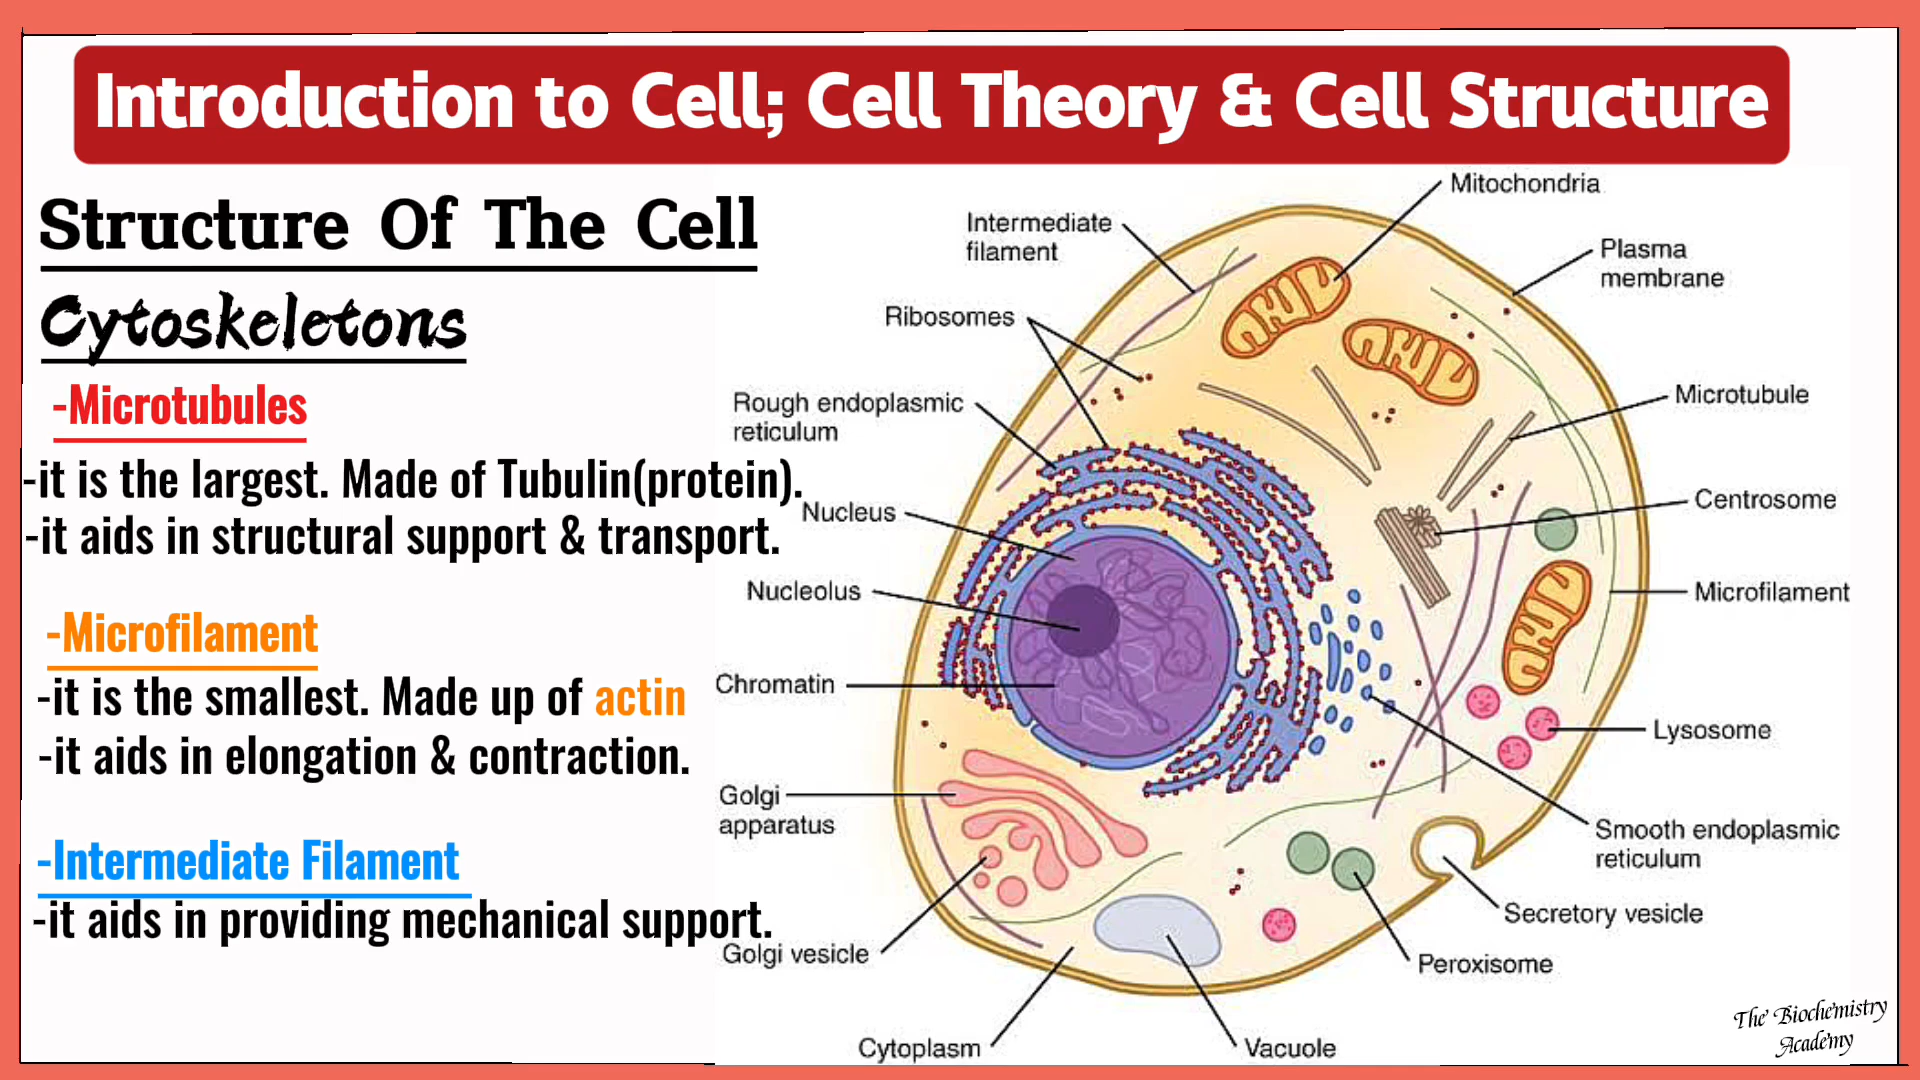 Introduction to Cell; Cell Theory & Cell Structure
Structure Of The Cell
Cytoskeletons
-Microtubules
-it is the largest. Made of Tubulin(protein).
-it aids in structural support & transport.
-Microfilament
-it is the smallest. Made up of actin
-it aids in elongation & contraction.
-Intermediate Filament
-it aids in providing mechanical support.
Mitochondria
Intermediate
filament
Plasma
membrane
Ribosomes
Rough endoplasmic
reticulum
Microtubule
Nucleus
Centrosome
Nucleolus
Microfilament
Chromatin
Lysosome
Golgi
apparatus
Smooth endoplasmic
reticulum
Secretory vesicle
Golgi vesicle
Peroxisome
Cytoplasm
Vacuole
The Biochemistry
Academy